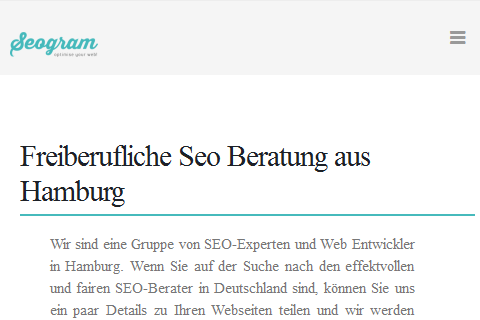 Seogram
optimise your web!
Freiberufliche Seo Beratung aus
Hamburg
Wir sind eine Gruppe von SEO-Experten und Web Entwickler
in Hamburg. Wenn Sie auf der Suche nach den effektvollen
und fairen SEO-Berater in Deutschland sind, können Sie uns
ein paar Details zu Ihren Webseiten teilen und wir werden